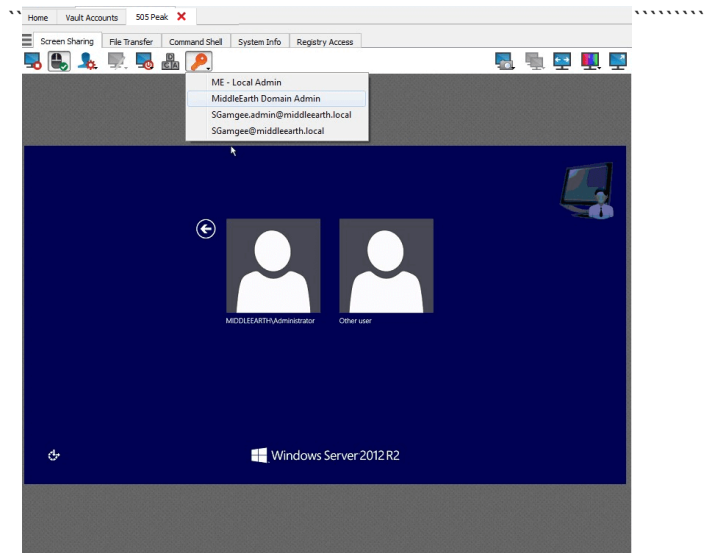 Home Vault Accounts 505 Peak
Screen Sharing File Transfer Command Shell System Info Registry Access
ME - Local Admin
MiddleEarth Domain Admin
SGamgee.admin@middleearth.local
SGamgee@middleearth.local
MIDDLEEARTH\Administrator Other user
Windows Server 2012 R2